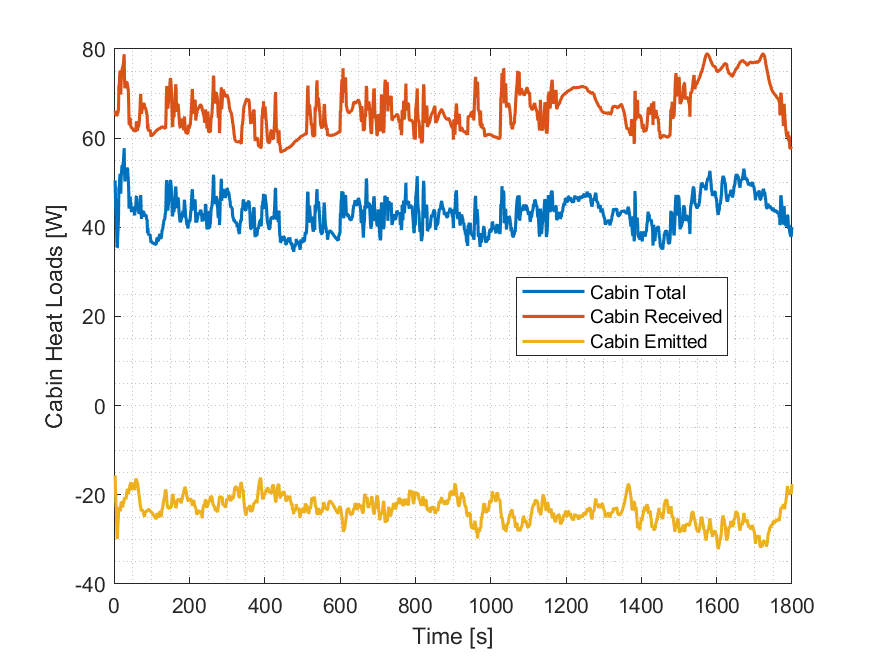 80
60
40
20
0
-20
-40
Cabin Heat Loads [W]
Cabin Total
Cabin Received
Cabin Emitted
0 200 400 600 800 1000 1200 1400 1600 1800
Time [s]